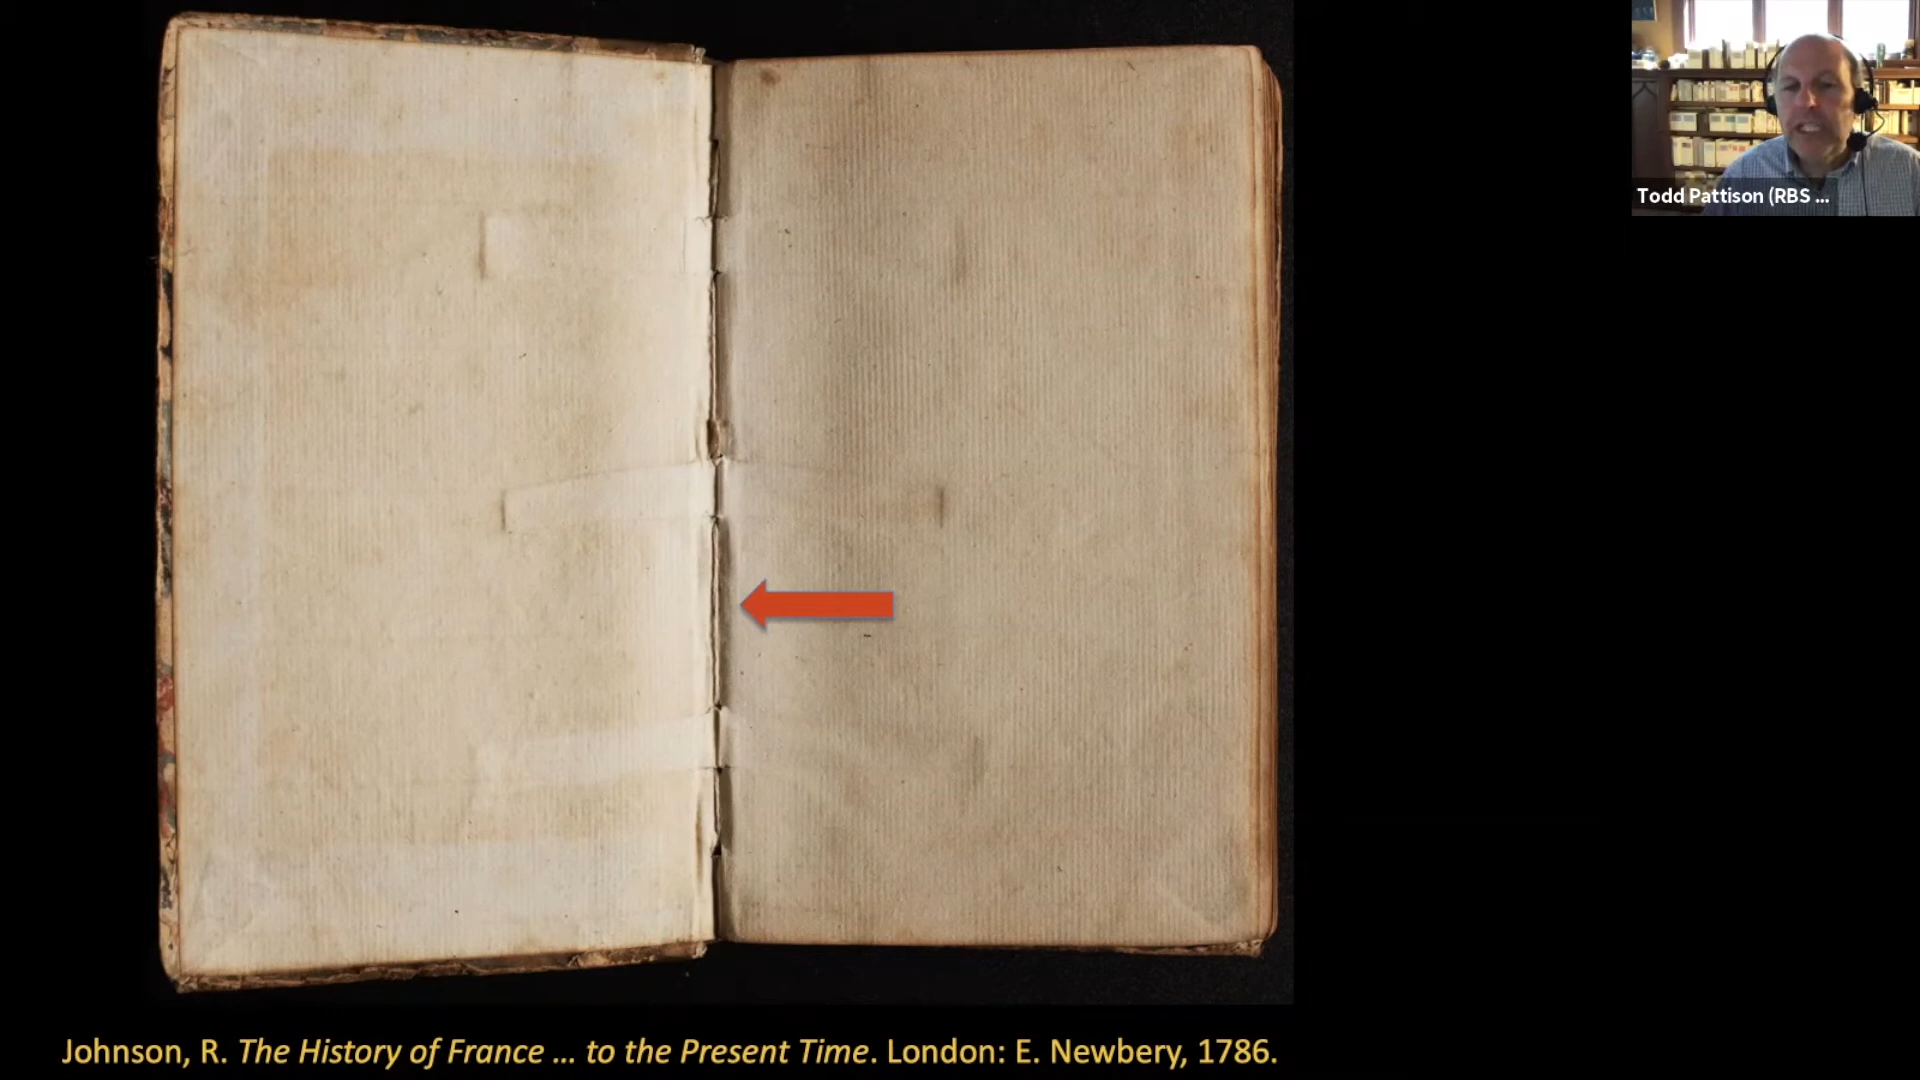 Todd Pattison (RBS ...
Johnson, R. The History of France ... to the Present Time. London: E. Newbery, 1786.